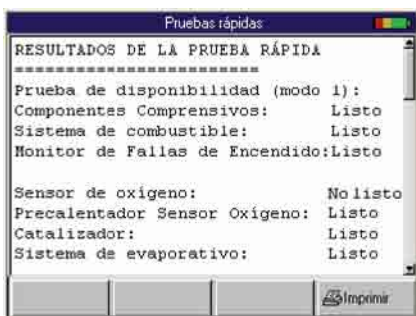 Pruebas rápidas
RESULTADOS DE LA PRUEBA RÁPIDA
=========================
Prueba de disponibilidad (modo 1):
Componentes Comprensivos: Listo
Sistema de combustible: Listo
Monitor de Fallas de Encendido:Listo
Sensor de oxígeno: No listo
Precalentador Sensor Oxígeno: Listo
Catalizador: Listo
Sistema de evaporativo: Listo
Imprimir